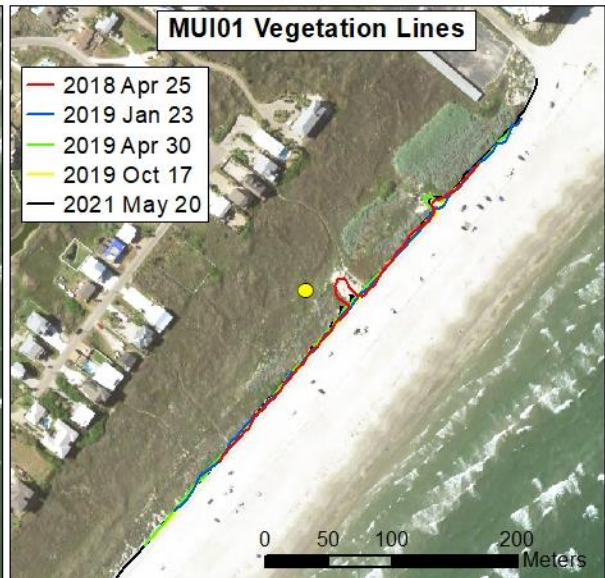 MUI01 Vegetation Lines
2018 Apr 25
2019 Jan 23
2019 Apr 30
2019 Oct 17
2021 May 20
0 50 100 200
Meters